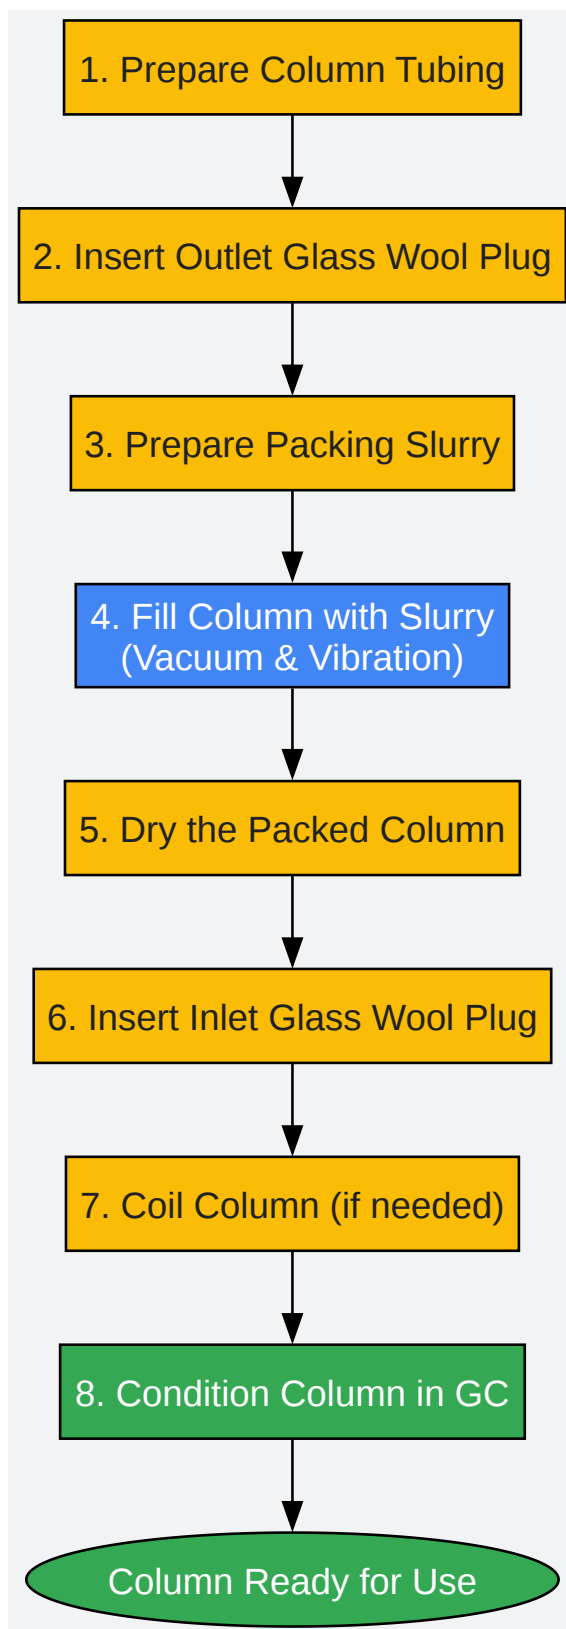 1. Prepare Column Tubing
2. Insert Outlet Glass Wool Plug
3. Prepare Packing Slurry
4. Fill Column with Slurry
(Vacuum & Vibration)
5. Dry the Packed Column
6. Insert Inlet Glass Wool Plug
7. Coil Column (if needed)
8. Condition Column in GC
Column Ready for Use